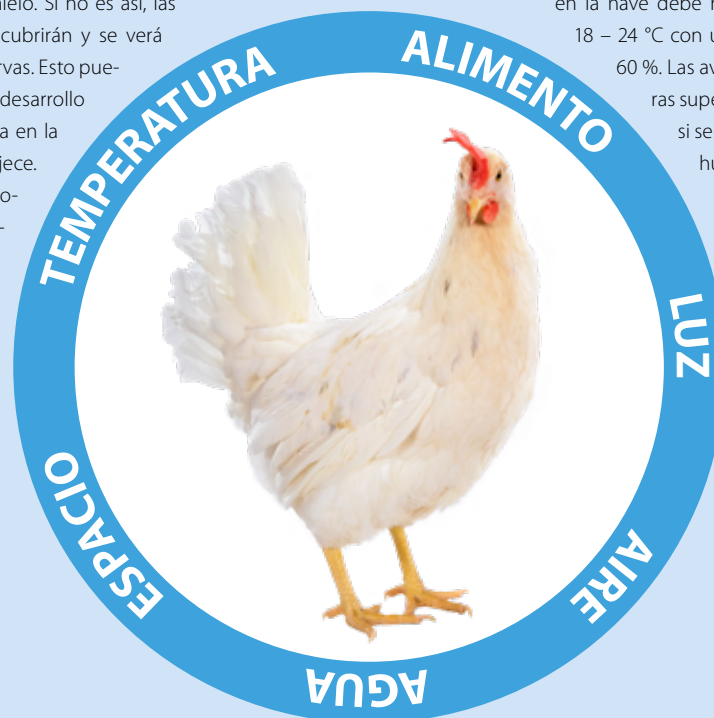 alelo. Si no es así, las
cubrirán y se verá
rvas. Esto pue-
desarrollo
a en la
jece.
o-
-
en la nave debe
18 – 24 °C con u
60 %. Las av
ras supe
si se
hu
TEMPERATURA
ALIMENTO
LUZ
AIRE
AGUA
ESPACIO